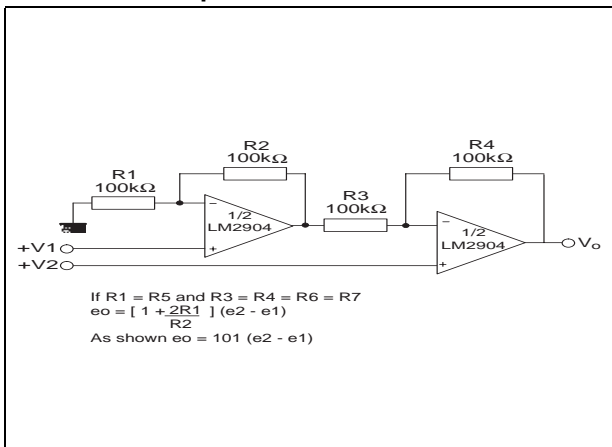 R2
100kΩ
R4
100kΩ
R1
100kΩ
R3
100kΩ
1/2
LM2904
1/2
LM2904
+V1
+V2
Vo
If R1 = R5 and R3 = R4 = R6 = R7
eo = [ 1 + 2R1 ] (e2 - e1)
R2
As shown eo = 101 (e2 - e1)